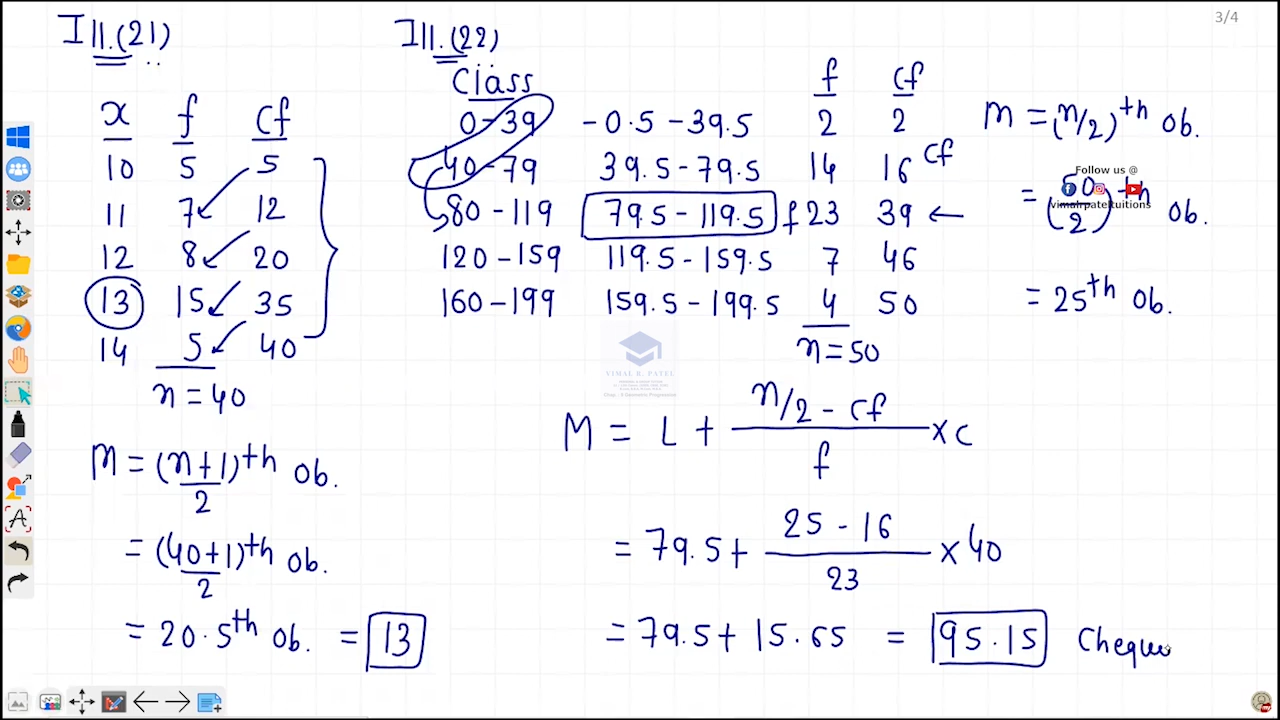 3/4
Ill.(21)
x f cf
10 5 5
11 7 12
12 8 20
13 15 35
14 5 40
n = 40
M = (n+1/2)th Ob.
= (40+1/2)th Ob.
= 20.5th Ob. = 13
Ill.(22)
Class f cf
0-39 -0.5-39.5 2 2
40-79 39.5-79.5 14 16 cf
80-119 79.5-119.5 f 23 39 ←
120-159 119.5-159.5 7 46
160-199 159.5-199.5 4 50
n = 50
M = (n/2)th Ob.
= (50/2)th Ob.
= 25th Ob.
Follow us @
vimalrpateltuitions
VIMAL R. PATEL
M = L + n/2 - cf / f × c
= 79.5 + 25 - 16 / 23 × 40
= 79.5 + 15.65 = 95.15 Cheque